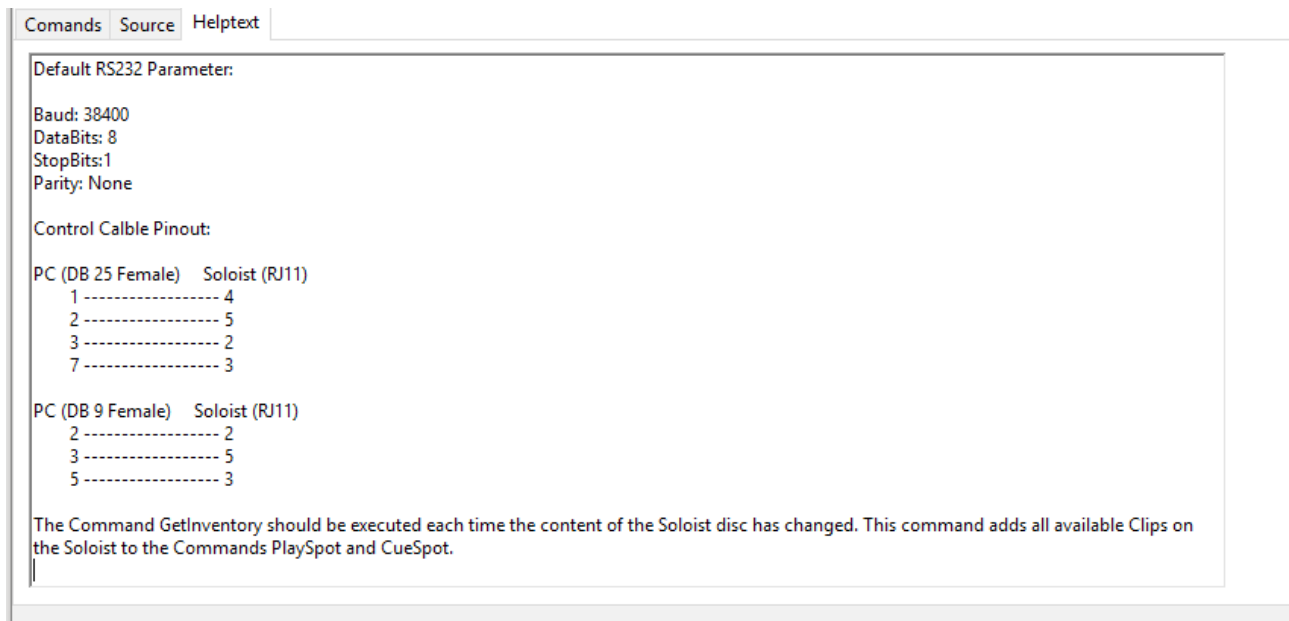 Comands Source Helptext
Default RS232 Parameter:
Baud: 38400
DataBits: 8
StopBits:1
Parity: None
Control Calble Pinout:
PC (DB 25 Female) Soloist (RJ11)
1 ------------------ 4
2 ------------------ 5
3 ------------------ 2
7 ------------------ 3
PC (DB 9 Female) Soloist (RJ11)
2 ------------------ 2
3 ------------------ 5
5 ------------------ 3
The Command GetInventory should be executed each time the content of the Soloist disc has changed. This command adds all available Clips on
the Soloist to the Commands PlaySpot and CueSpot.